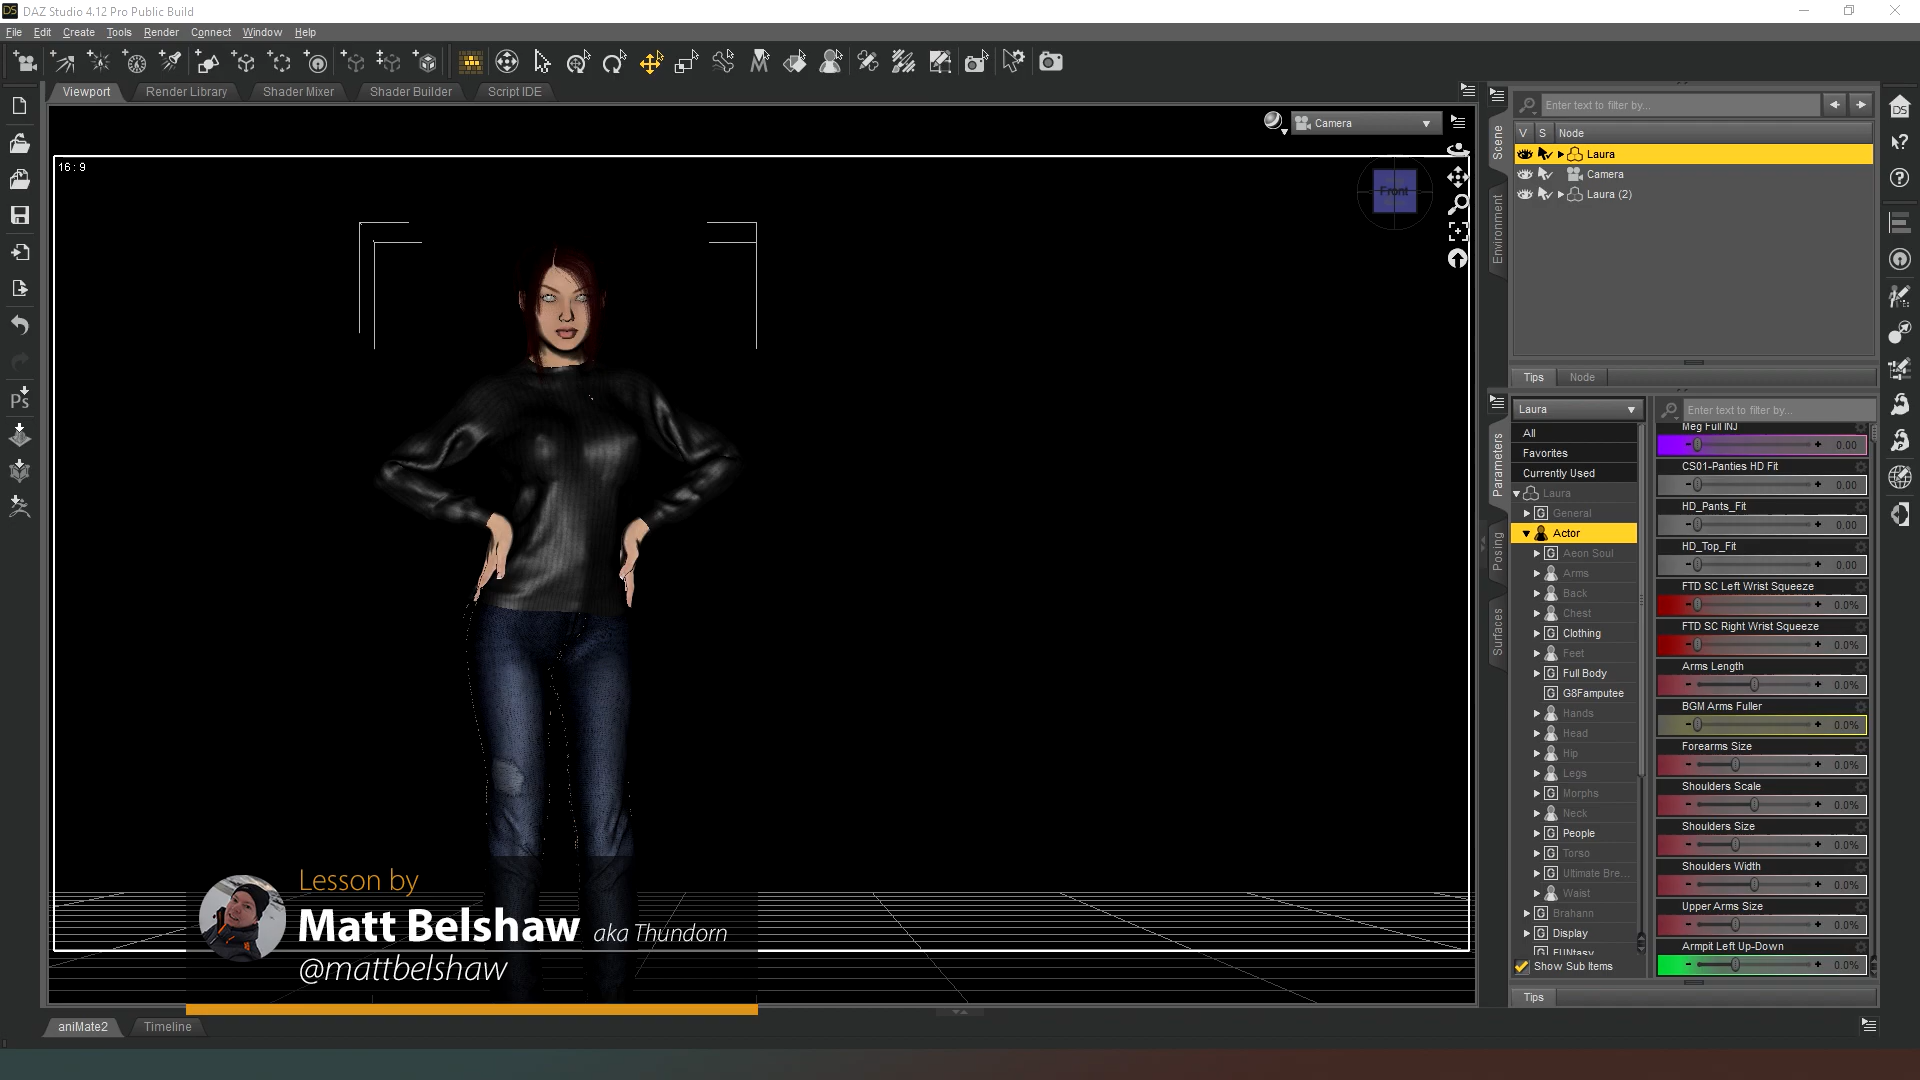 DAZ Studio 4.12 Pro Public Build
File Edit Create Tools Render Connect Window Help
Viewport Render Library Shader Mixer Shader Builder Script IDE
16 : 9
Camera
Front
Scene
Environment
Enter text to filter by...
V S Node
Laura
Camera
Laura (2)
Tips Node
Parameters
Posing
Surfaces
Laura
All
Favorites
Currently Used
Laura
General
Actor
Aeon Soul
Arms
Back
Chest
Clothing
Feet
Full Body
G8Famputee
Hands
Head
Hip
Legs
Morphs
Neck
People
Torso
Ultimate Bre...
Waist
Brahann
Display
FUNtasy
Show Sub Items
Tips
Enter text to filter by...
Meg Full INJ
0.00
CS01-Panties HD Fit
0.00
HD_Pants_Fit
0.00
HD_Top_Fit
0.00
FTD SC Left Wrist Squeeze
0.0%
FTD SC Right Wrist Squeeze
0.0%
Arms Length
0.0%
BGM Arms Fuller
0.0%
Forearms Size
0.0%
Shoulders Scale
0.0%
Shoulders Size
0.0%
Shoulders Width
0.0%
Upper Arms Size
0.0%
Armpit Left Up-Down
0.0%
Lesson by
Matt Belshaw aka Thundorn
@mattbelshaw
aniMate2 Timeline
Ps
DS